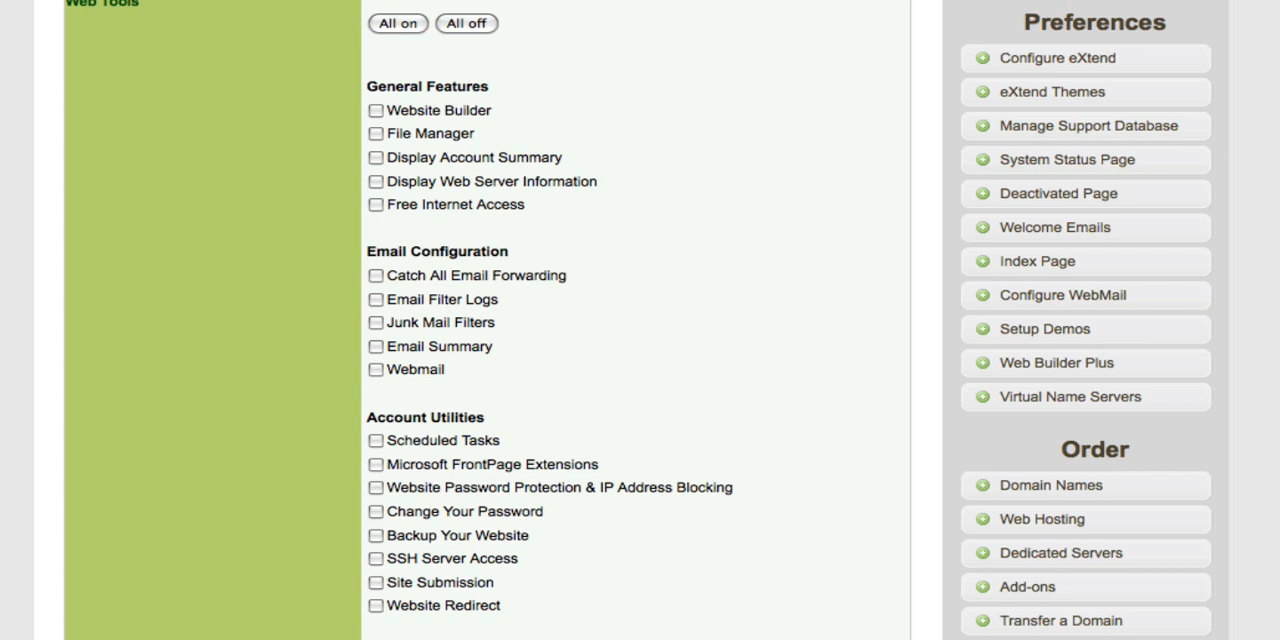 Web Tools
All on All off
General Features
Website Builder
File Manager
Display Account Summary
Display Web Server Information
Free Internet Access
Email Configuration
Catch All Email Forwarding
Email Filter Logs
Junk Mail Filters
Email Summary
Webmail
Account Utilities
Scheduled Tasks
Microsoft FrontPage Extensions
Website Password Protection & IP Address Blocking
Change Your Password
Backup Your Website
SSH Server Access
Site Submission
Website Redirect
Preferences
Configure eXtend
eXtend Themes
Manage Support Database
System Status Page
Deactivated Page
Welcome Emails
Index Page
Configure WebMail
Setup Demos
Web Builder Plus
Virtual Name Servers
Order
Domain Names
Web Hosting
Dedicated Servers
Add-ons
Transfer a Domain